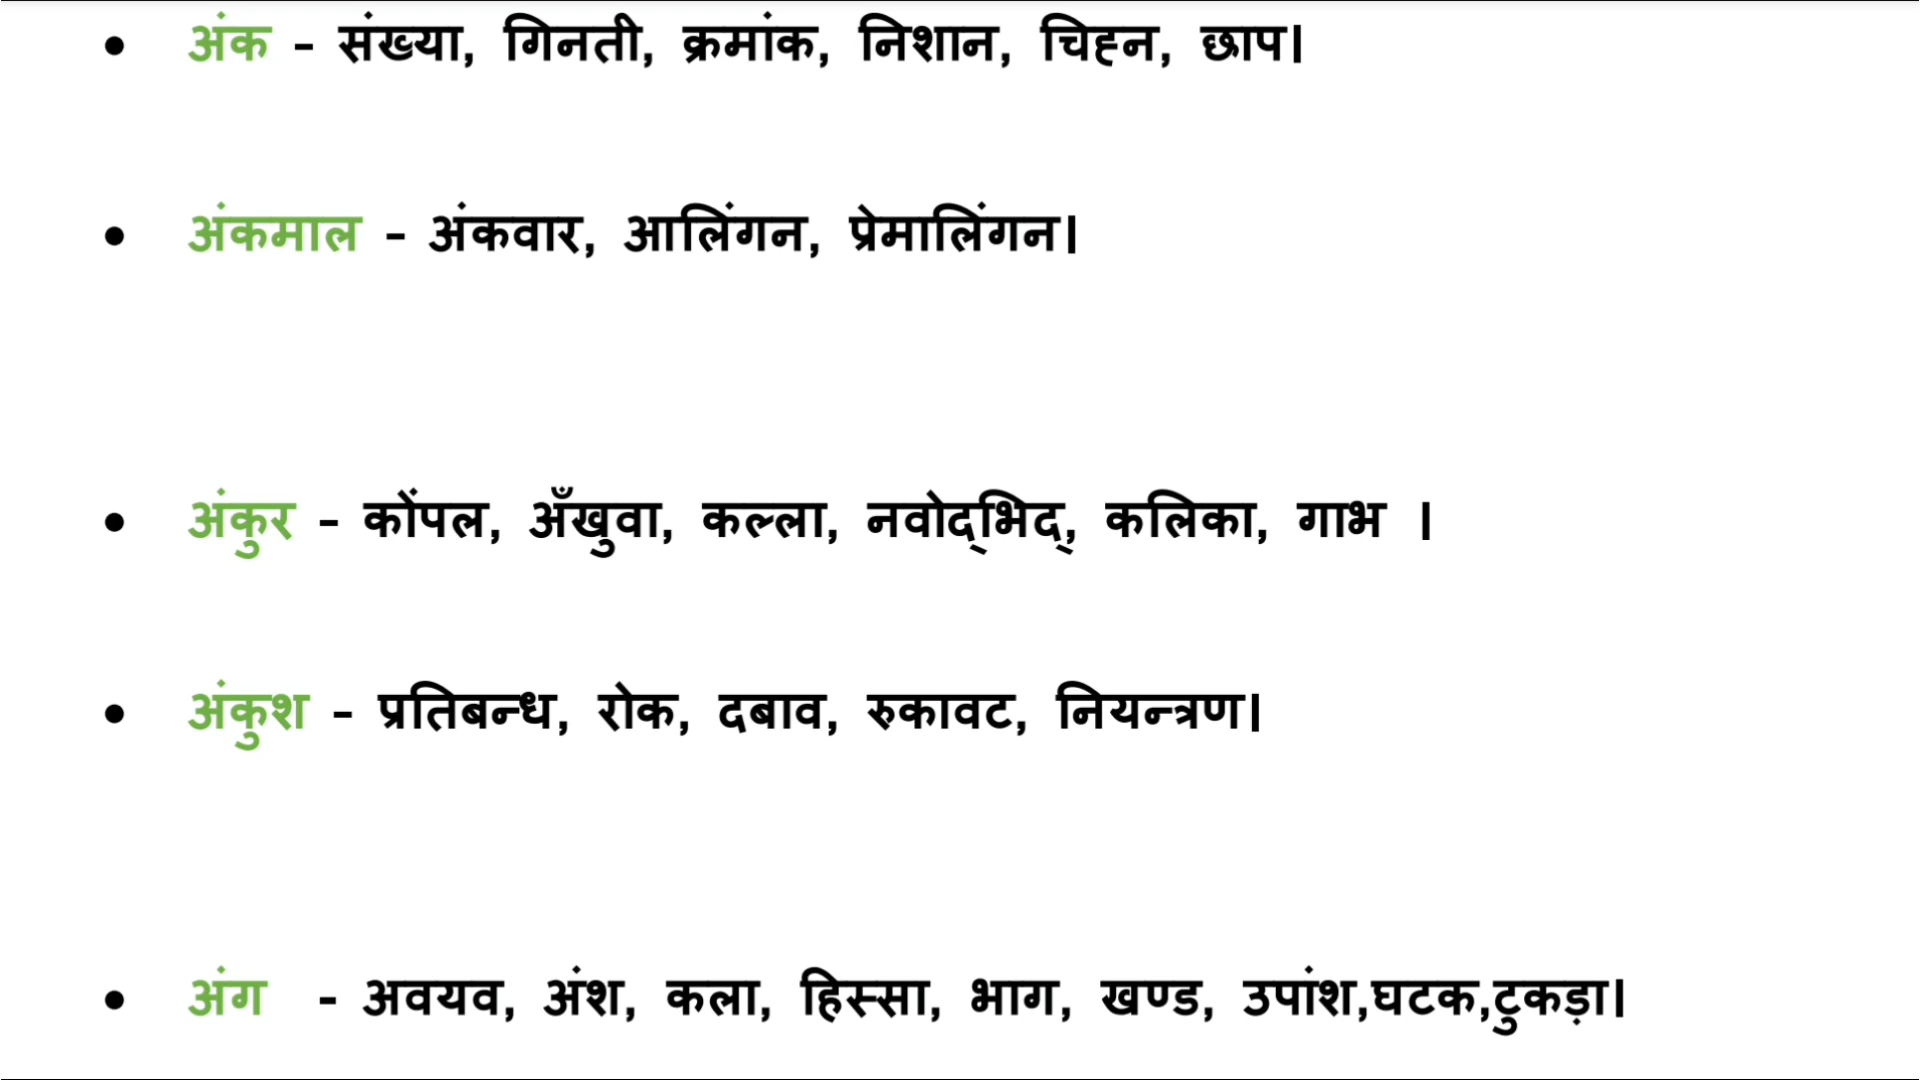 • अंक - संख्या, गिनती, क्रमांक, निशान, चिह्न, छाप।
• अंकमाल - अंकवार, आलिंगन, प्रेमालिंगन।
• अंकुर - कोंपल, अँखुवा, कल्ला, नवोद्‌भिद्, कलिका, गाभ ।
• अंकुश - प्रतिबन्ध, रोक, दबाव, रुकावट, नियन्त्रण।
• अंग - अवयव, अंश, कला, हिस्सा, भाग, खण्ड, उपांश,घटक,टुकड़ा।